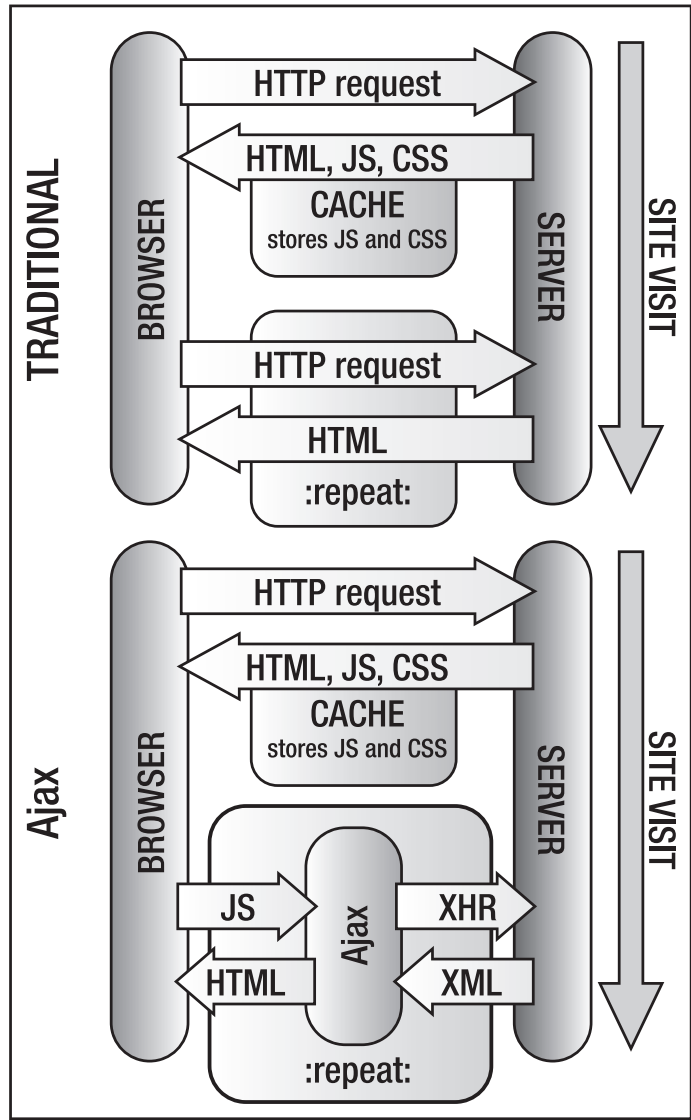 TRADITIONAL
BROWSER
HTTP request
HTML, JS, CSS
CACHE
stores JS and CSS
HTTP request
HTML
:repeat:
SERVER
SITE VISIT
Ajax
BROWSER
HTTP request
HTML, JS, CSS
CACHE
stores JS and CSS
JS
Ajax
XHR
HTML
XML
:repeat:
SERVER
SITE VISIT